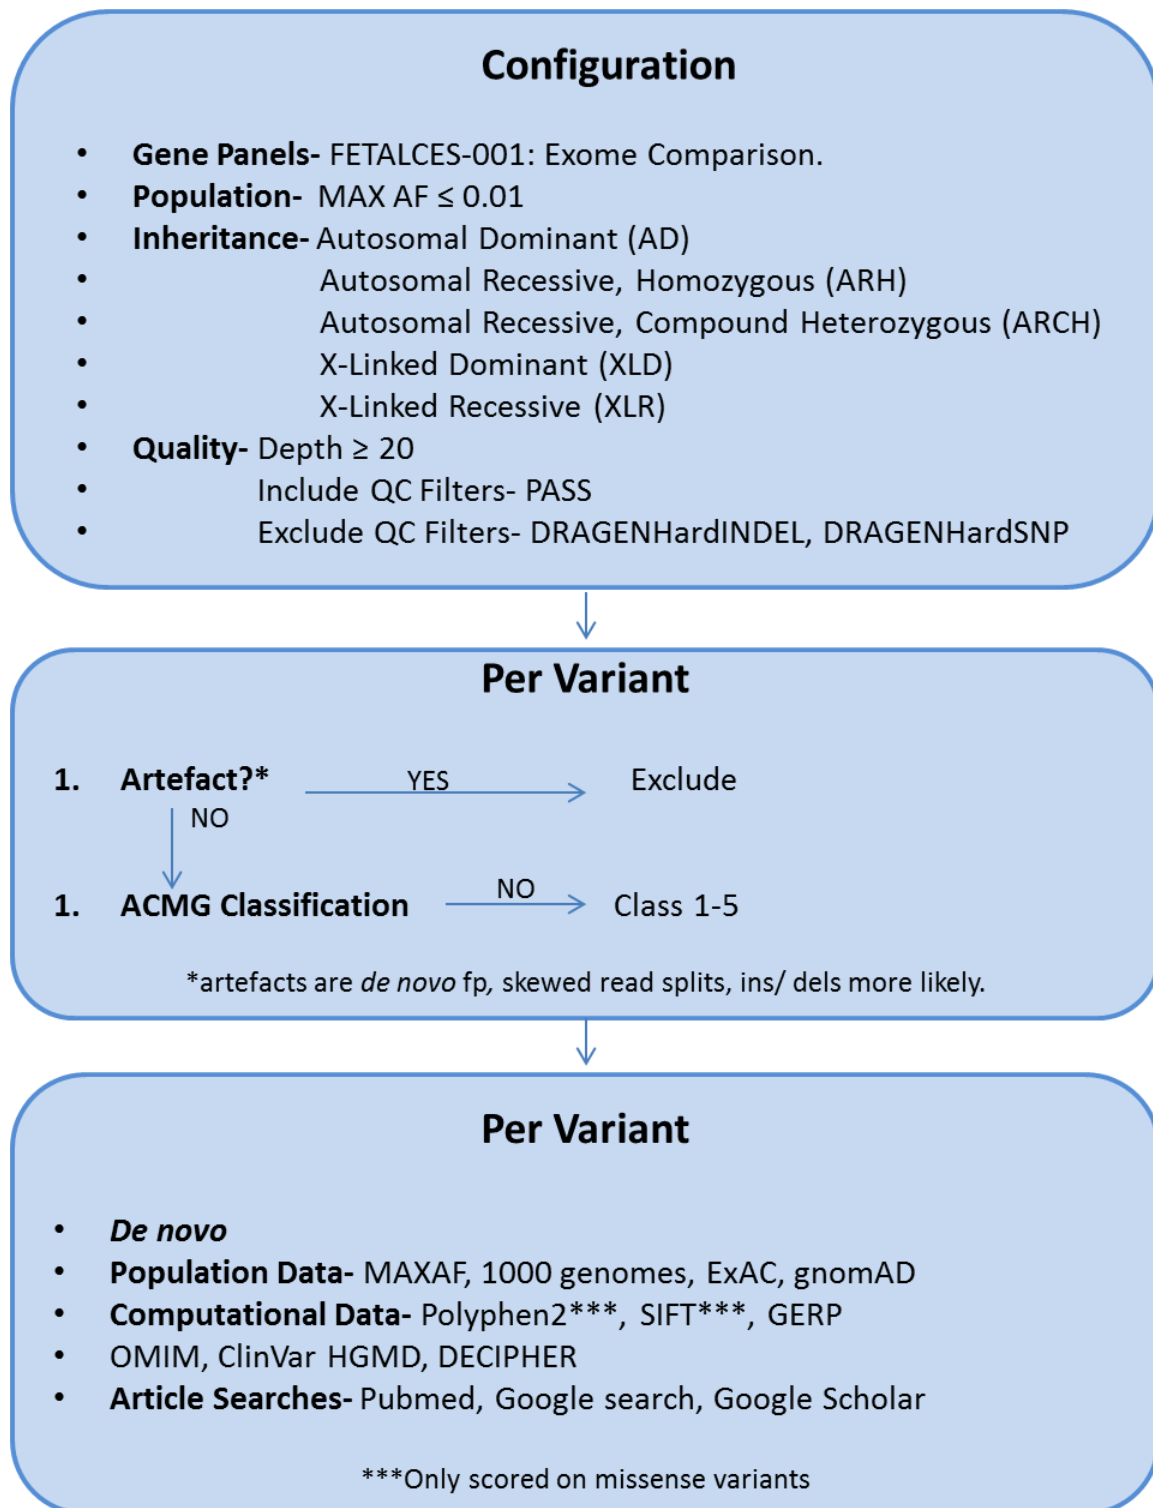 Configuration
• Gene Panels- FETALCES-001: Exome Comparison.
• Population- MAX AF ≤ 0.01
• Inheritance- Autosomal Dominant (AD)
• Autosomal Recessive, Homozygous (ARH)
• Autosomal Recessive, Compound Heterozygous (ARCH)
• X-Linked Dominant (XLD)
• X-Linked Recessive (XLR)
• Quality- Depth ≥ 20
• Include QC Filters- PASS
• Exclude QC Filters- DRAGENHardINDEL, DRAGENHardSNP
Per Variant
1. Artefact?* YES Exclude
NO
1. ACMG Classification NO Class 1-5
*artefacts are de novo fp, skewed read splits, ins/ dels more likely.
Per Variant
• De novo
• Population Data- MAXAF, 1000 genomes, ExAC, gnomAD
• Computational Data- Polyphen2***, SIFT***, GERP
• OMIM, ClinVar HGMD, DECIPHER
• Article Searches- Pubmed, Google search, Google Scholar
***Only scored on missense variants